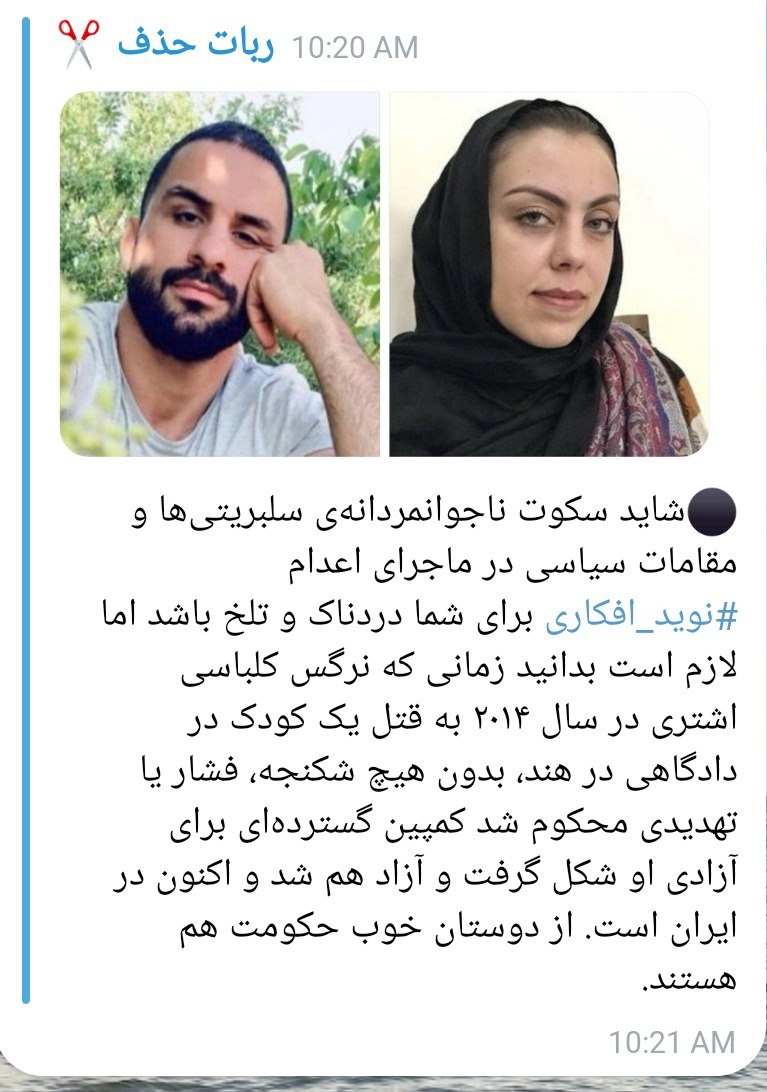 ربات حذف 10:20 AM
شاید سکوت ناجوانمردانه‌ی سلبریتی‌ها و
مقامات سیاسی در ماجرای اعدام
#نوید_افکاری برای شما دردناک و تلخ باشد اما
لازم است بدانید زمانی که نرگس کلباسی
اشتری در سال ۲۰۱۴ به قتل یک کودک در
دادگاهی در هند، بدون هیچ شکنجه، فشار یا
تهدیدی محکوم شد کمپین گسترده‌ای برای
آزادی او شکل گرفت و آزاد هم شد و اکنون در
ایران است. از دوستان خوب حکومت هم
هستند.
10:21 AM